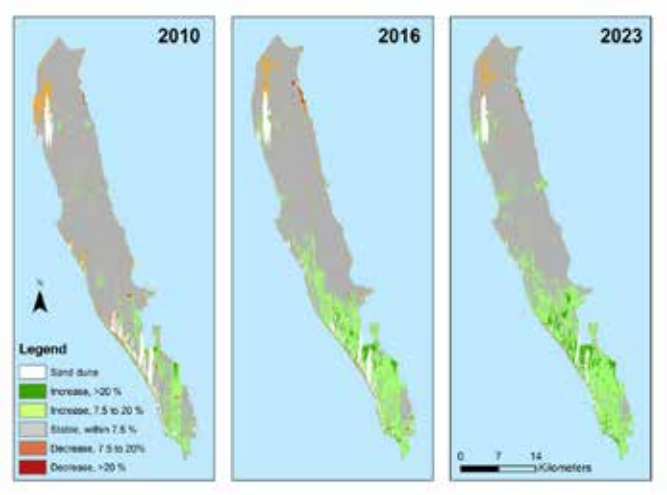 2010
2016
2023
N
Legend
Sand dune
Increase, >20 %
Increase, 7.5 to 20 %
Stable, within 7.5 %
Decrease, 7.5 to 20%
Decrease, >20 %
0 7 14
Kilometers